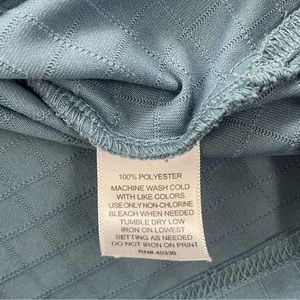 100% POLYESTER
MACHINE WASH COLD
WITH LIKE COLORS
USE ONLY NON-CHLORINE
BLEACH WHEN NEEDED
TUMBLE DRY LOW
IRON ON LOWEST
SETTING AS NEEDED
DO NOT IRON ON PRINT
RN# 40330